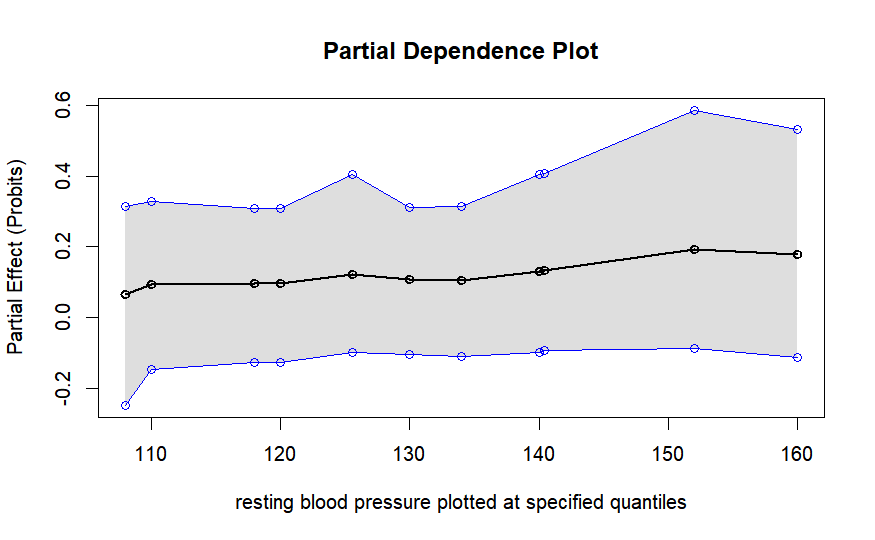 Partial Dependence Plot
Partial Effect (Probits)
0.6
0.4
0.2
0.0
-0.2
110 120 130 140 150 160
resting blood pressure plotted at specified quantiles